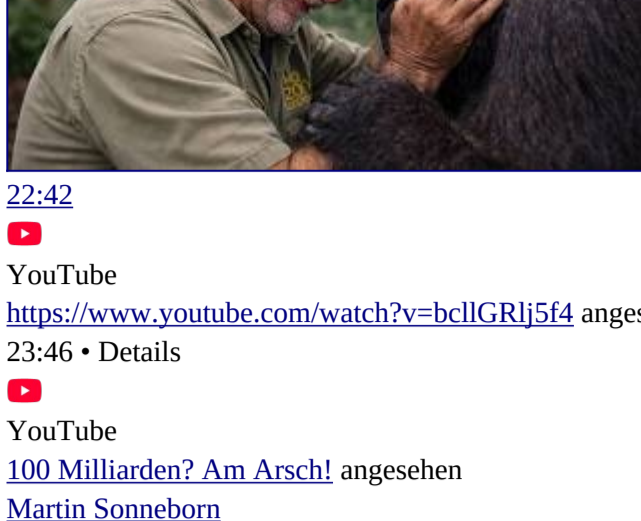 22:42
YouTube
https://www.youtube.com/watch?v=bcllGRlj5f4 anges
23:46 • Details
YouTube
100 Milliarden? Am Arsch! angesehen
Martin Sonneborn